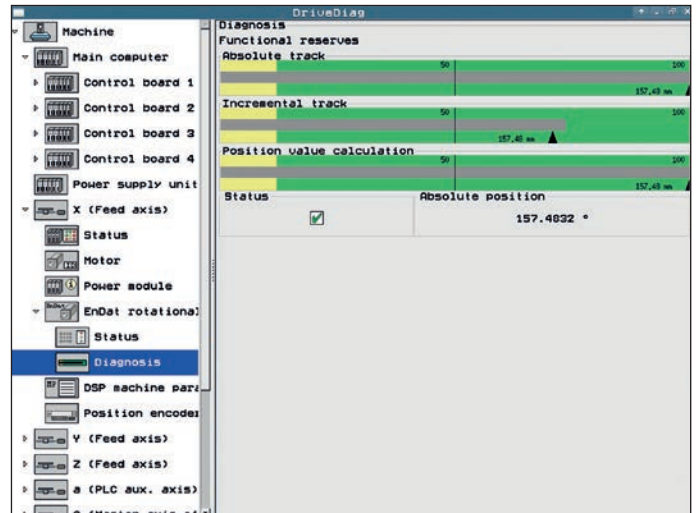 DriveDiag
Machine
Main computer
Control board 1
Control board 2
Control board 3
Control board 4
Power supply unit
X (Feed axis)
Status
Motor
Power module
EnDat rotational
Status
Diagnosis
DSP machine para
Position encoder
Y (Feed axis)
Z (Feed axis)
a (PLC aux. axis)
Diagnosis
Functional reserves
Absolute track
50
100
157,48 mm
Incremental track
50
100
157,48 mm
Position value calculation
50
100
157,48 mm
Status
Absolute position
157.4832 °